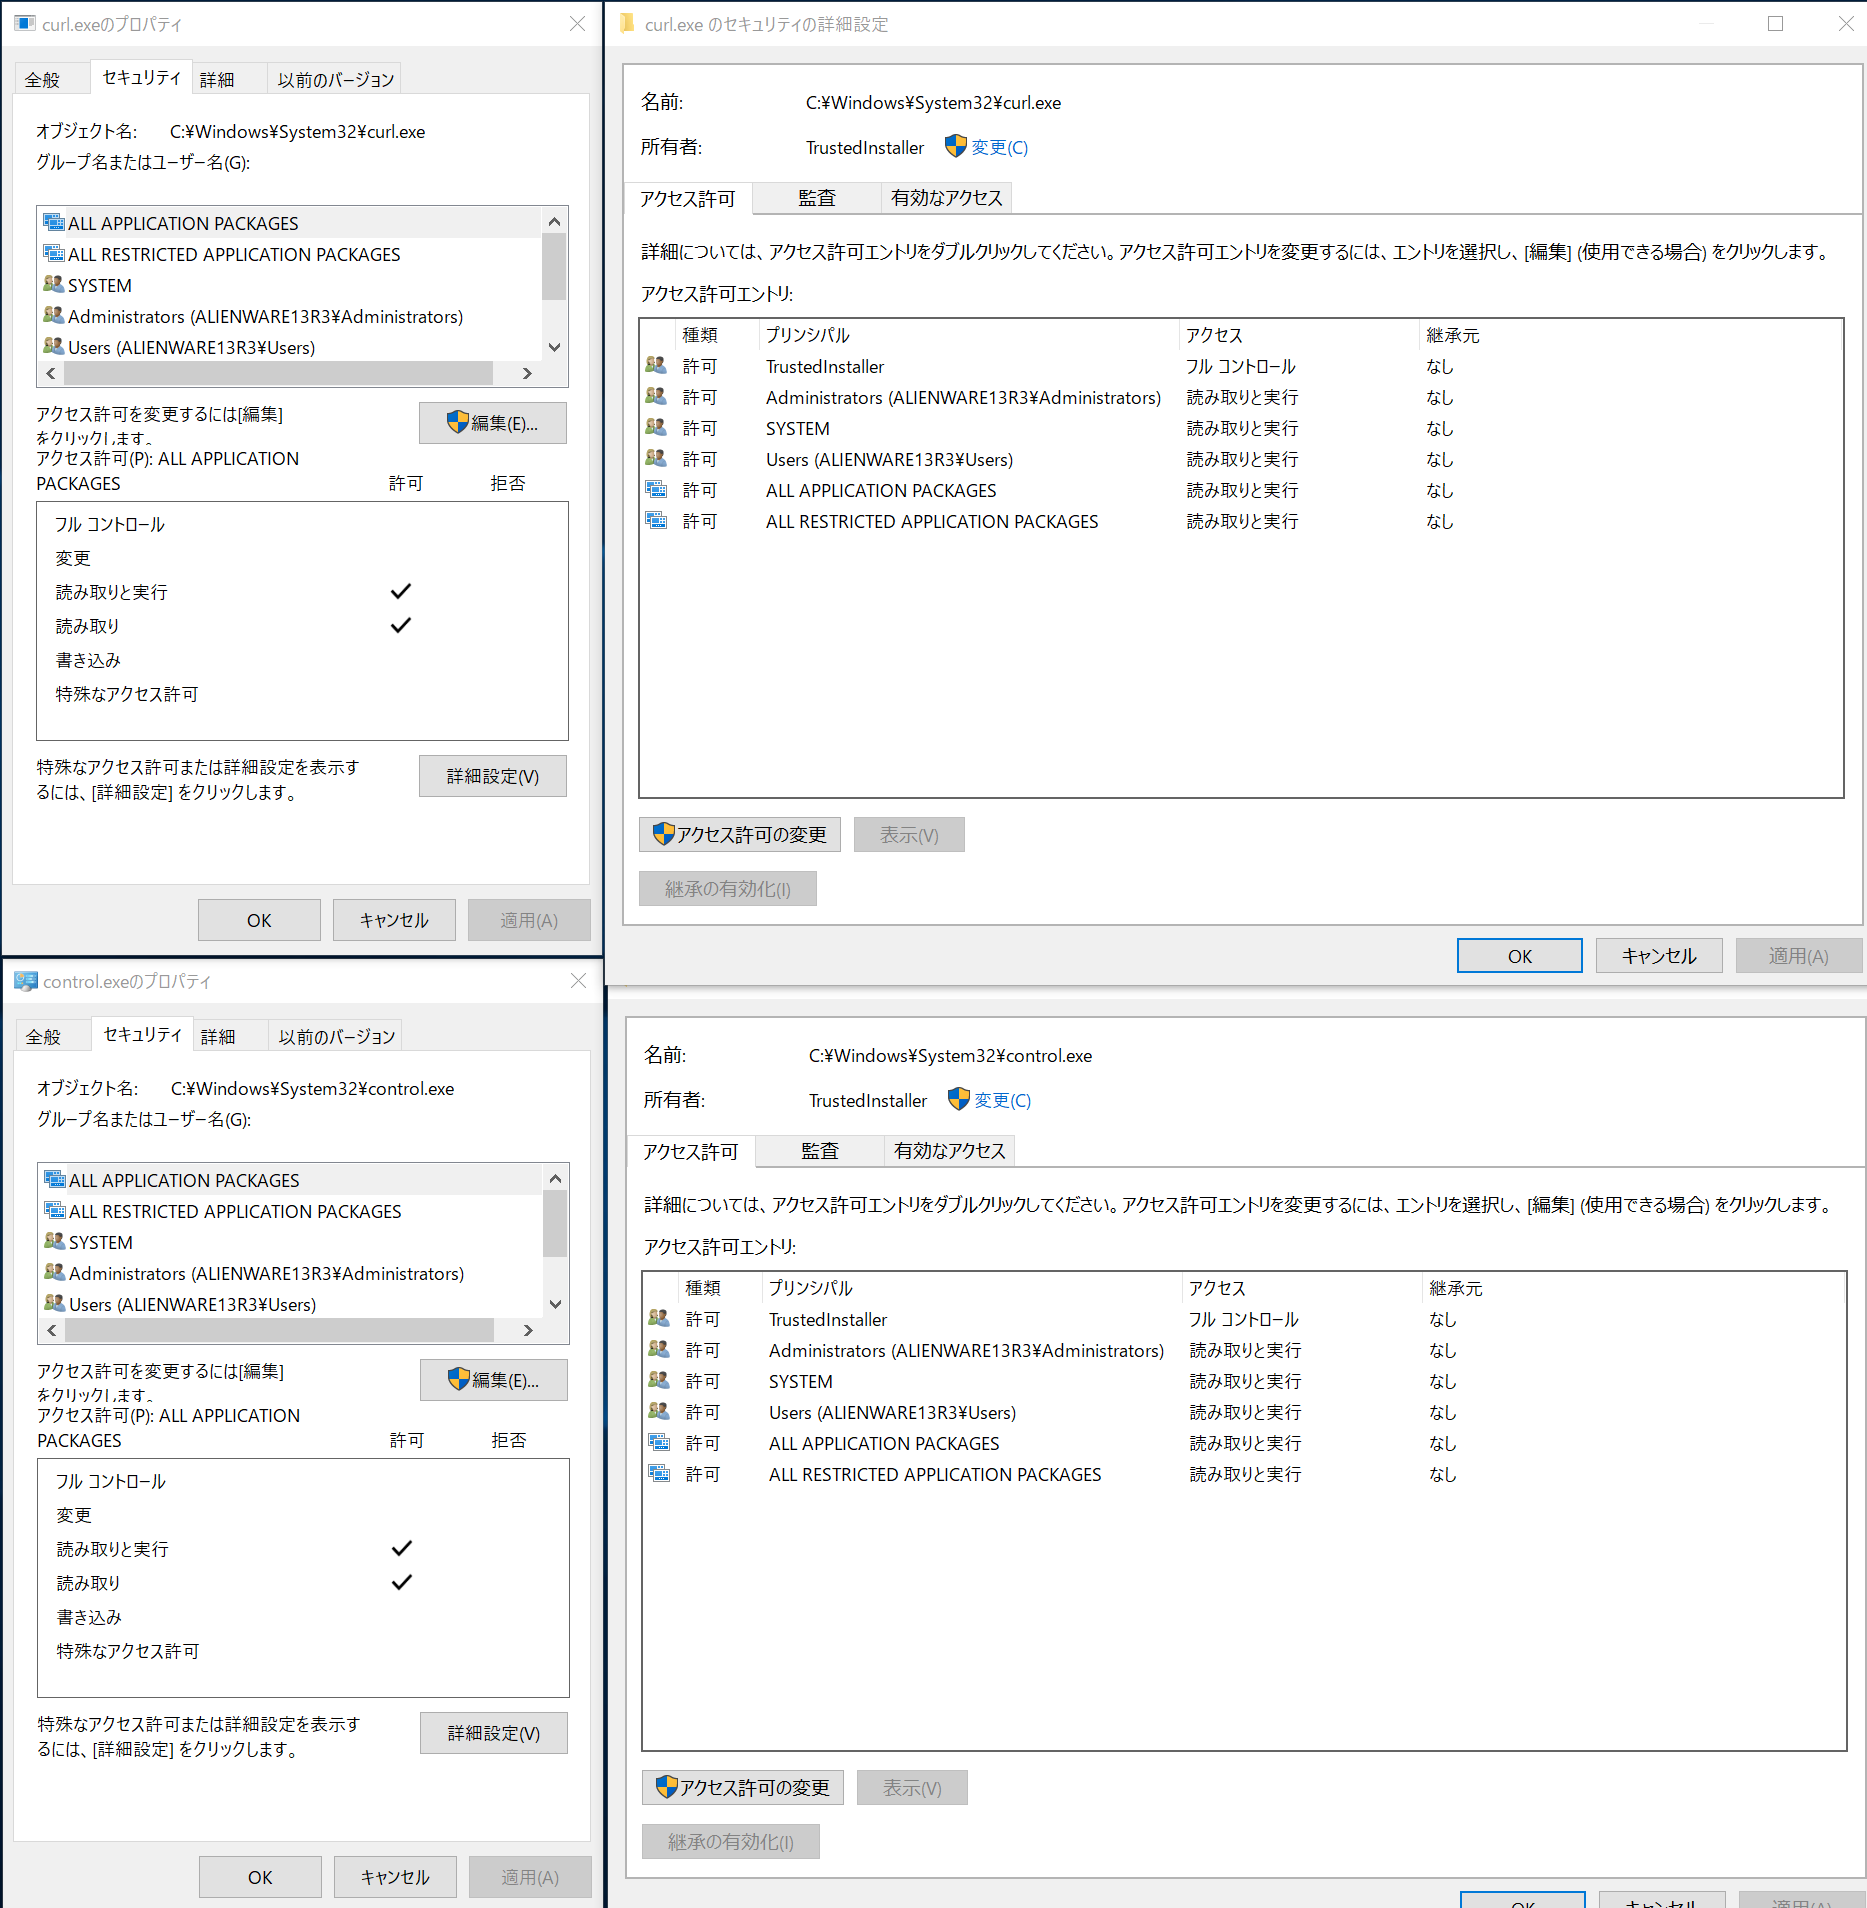 curl.exeのプロパティ
全般
セキュリティ
詳細
以前のバージョン
オブジェクト名: C:¥Windows¥System32¥curl.exe
グループ名またはユーザー名(G):
ALL APPLICATION PACKAGES
ALL RESTRICTED APPLICATION PACKAGES
SYSTEM
Administrators (ALIENWARE13R3¥Administrators)
Users (ALIENWARE13R3¥Users)
アクセス許可を変更するには[編集]
をクリックします。
編集(E)...
アクセス許可(P): ALL APPLICATION
PACKAGES 許可 拒否
フル コントロール
変更
読み取りと実行
読み取り
書き込み
特殊なアクセス許可
特殊なアクセス許可または詳細設定を表示す
るには、[詳細設定] をクリックします。
詳細設定(V)
OK キャンセル 適用(A)
curl.exe のセキュリティの詳細設定
名前: C:¥Windows¥System32¥curl.exe
所有者: TrustedInstaller 変更(C)
アクセス許可 監査 有効なアクセス
詳細については、アクセス許可エントリをダブルクリックしてください。アクセス許可エントリを変更するには、エントリを選択し、[編集] (使用できる場合) をクリックします。
アクセス許可エントリ:
種類 プリンシパル アクセス 継承元
許可 TrustedInstaller フル コントロール なし
許可 Administrators (ALIENWARE13R3¥Administrators) 読み取りと実行 なし
許可 SYSTEM 読み取りと実行 なし
許可 Users (ALIENWARE13R3¥Users) 読み取りと実行 なし
許可 ALL APPLICATION PACKAGES 読み取りと実行 なし
許可 ALL RESTRICTED APPLICATION PACKAGES 読み取りと実行 なし
アクセス許可の変更 表示(V)
継承の有効化(I)
OK キャンセル 適用(A)
control.exeのプロパティ
全般
セキュリティ
詳細
以前のバージョン
オブジェクト名: C:¥Windows¥System32¥control.exe
グループ名またはユーザー名(G):
ALL APPLICATION PACKAGES
ALL RESTRICTED APPLICATION PACKAGES
SYSTEM
Administrators (ALIENWARE13R3¥Administrators)
Users (ALIENWARE13R3¥Users)
アクセス許可を変更するには[編集]
をクリックします。
編集(E)...
アクセス許可(P): ALL APPLICATION
PACKAGES 許可 拒否
フル コントロール
変更
読み取りと実行
読み取り
書き込み
特殊なアクセス許可
特殊なアクセス許可または詳細設定を表示す
るには、[詳細設定] をクリックします。
詳細設定(V)
OK キャンセル 適用(A)
名前: C:¥Windows¥System32¥control.exe
所有者: TrustedInstaller 変更(C)
アクセス許可 監査 有効なアクセス
詳細については、アクセス許可エントリをダブルクリックしてください。アクセス許可エントリを変更するには、エントリを選択し、[編集] (使用できる場合) をクリックします。
アクセス許可エントリ:
種類 プリンシパル アクセス 継承元
許可 TrustedInstaller フル コントロール なし
許可 Administrators (ALIENWARE13R3¥Administrators) 読み取りと実行 なし
許可 SYSTEM 読み取りと実行 なし
許可 Users (ALIENWARE13R3¥Users) 読み取りと実行 なし
許可 ALL APPLICATION PACKAGES 読み取りと実行 なし
許可 ALL RESTRICTED APPLICATION PACKAGES 読み取りと実行 なし
アクセス許可の変更 表示(V)
継承の有効化(I)
OK キャンセル 適用(A)